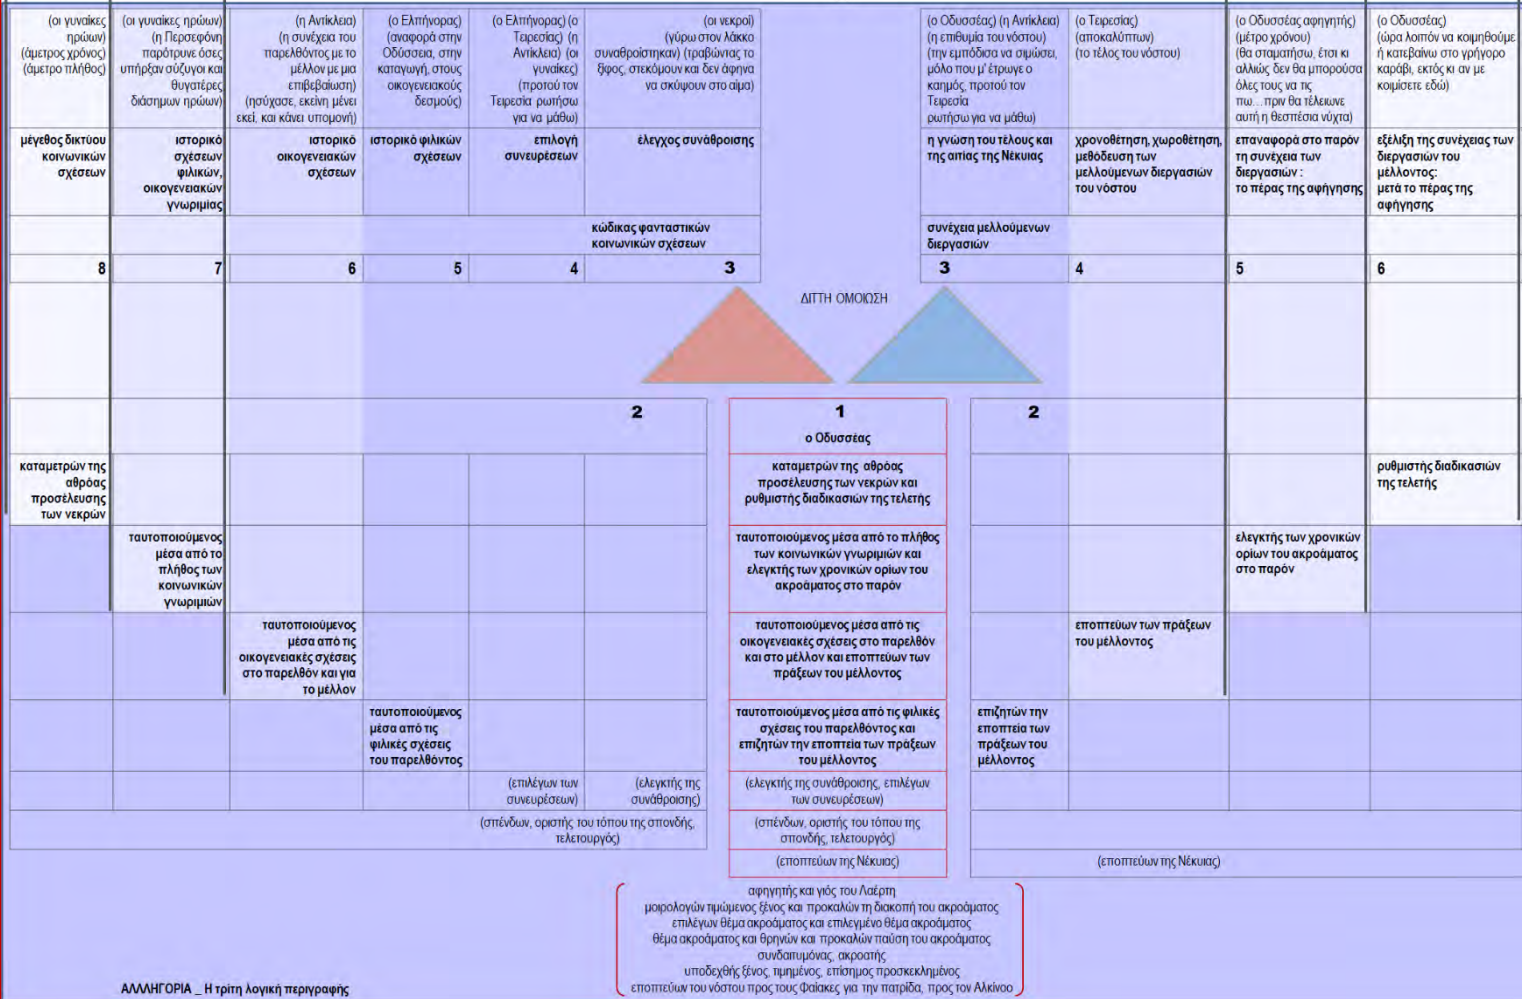 (οι γυναίκες
ηρώων)
(άμετρος χρόνος)
(άμετρο πλήθος)
(οι γυναίκες ηρώων)
(η Περσεφόνη
παρότρυνε όσες
υπήρξαν σύζυγοι και
θυγατέρες
διάσημων ηρώων)
(η Αντίκλεια)
(η συνέχεια του
παρελθόντος με το
μέλλον με μια
επιβεβαίωση)
(ησύχασε, εκείνη μένει
εκεί, και κάνει υπομονή)
(ο Ελπήνορας)
(αναφορά στην
Οδύσσεια, στην
καταγωγή, στους
οικογενειακούς
δεσμούς)
(ο Ελπήνορας) (ο
Τειρεσίας) (η
Αντίκλεια) (οι
γυναίκες)
(προτού τον
Τειρεσία ρωτήσω
για να μάθω)
(οι νεκροί)
(γύρω στον λάκκο
συναθροίστηκαν) (τραβώντας το
ξίφος, στεκόμουν και δεν άφηνα
να σκύψουν στο αίμα)
(ο Οδυσσέας) (η Αντίκλεια)
(η επιθυμία του νόστου)
(την εμπόδισα να σιμώσει,
μόλο που μ' έτρωγε ο
καημός, προτού τον
Τειρεσία
ρωτήσω για να μάθω)
(ο Τειρεσίας)
(αποκαλύπτων)
(το τέλος του νόστου)
(ο Οδυσσέας αφηγητής)
(μέτρο χρόνου)
(θα σταματήσω, έτσι κι
αλλιώς δεν θα μπορούσα
όλες τους να τις
πω…πριν θα τέλειωνε
αυτή η θεσπέσια νύχτα)
(ο Οδυσσέας)
(ώρα λοιπόν να κοιμηθούμε
ή κατεβαίνω στο γρήγορο
καράβι, εκτός κι αν με
κοιμίσετε εδώ)
μέγεθος δικτύου
κοινωνικών
σχέσεων
ιστορικό
σχέσεων
φιλικών,
οικογενειακών
γνωριμίας
ιστορικό
οικογενειακών
σχέσεων
ιστορικό φιλικών
σχέσεων
επιλογή
συνευρέσεων
έλεγχος συνάθροισης
η γνώση του τέλους και
της αιτίας της Νέκυιας
χρονοθέτηση, χωροθέτηση,
μεθόδευση των
μελλούμενων διεργασιών
του νόστου
επαναφορά στο παρόν
τη συνέχεια των
διεργασιών :
το πέρας της αφήγησης
εξέλιξη της συνέχειας των
διεργασιών του
μέλλοντος:
μετά το πέρας της
αφήγησης
κώδικας φανταστικών
κοινωνικών σχέσεων
συνέχεια μελλούμενων
διεργασιών
8
7
6
5
4
3
3
4
5
6
ΔΙΤΤΗ ΟΜΟΙΩΣΗ
2
1
2
ο Οδυσσέας
καταμετρών της
αθρόας
προσέλευσης
των νεκρών
καταμετρών της αθρόας
προσέλευσης των νεκρών και
ρυθμιστής διαδικασιών της τελετής
ρυθμιστής διαδικασιών
της τελετής
ταυτοποιούμενος
μέσα από το
πλήθος των
κοινωνικών
γνωριμιών
ταυτοποιούμενος μέσα από το πλήθος
των κοινωνικών γνωριμιών και
ελεγκτής των χρονικών ορίων του
ακροάματος στο παρόν
ελεγκτής των χρονικών
ορίων του ακροάματος
στο παρόν
ταυτοποιούμενος
μέσα από τις
οικογενειακές σχέσεις
στο παρελθόν και για
το μέλλον
ταυτοποιούμενος μέσα από τις
οικογενειακές σχέσεις στο παρελθόν
και στο μέλλον και εποπτεύων των
πράξεων του μέλλοντος
εποπτεύων των πράξεων
του μέλλοντος
ταυτοποιούμενος
μέσα από τις
φιλικές σχέσεις
του παρελθόντος
ταυτοποιούμενος μέσα από τις φιλικές
σχέσεις του παρελθόντος και
επιζητών την εποπτεία των πράξεων
του μέλλοντος
επιζητών την
εποπτεία των
πράξεων του
μέλλοντος
(επιλέγων των
συνευρέσεων)
(ελεγκτής της
συνάθροισης)
(ελεγκτής της συνάθροισης, επιλέγων
των συνευρέσεων)
(σπένδων, οριστής του τόπου της σπονδής,
τελετουργός)
(σπένδων, οριστής του τόπου της
σπονδής, τελετουργός)
(εποπτεύων της Νέκυιας)
(εποπτεύων της Νέκυιας)
αφηγητής και γιός του Λαέρτη
μοιρολογών τιμώμενος ξένος και προκαλών τη διακοπή του ακροάματος
επιλέγων θέμα ακροάματος και επιλεγμένο θέμα ακροάματος
θέμα ακροάματος και θρηνών και προκαλών παύση του ακροάματος
συνδαιτυμόνας, ακροατής
υποδεχθής ξένος, τιμημένος, επίσημος προσκεκλημένος
εποπτεύων του νόστου προς τους Φαίακες για την πατρίδα, προς τον Αλκίνοο
ΑΛΛΛΗΓΟΡΙΑ _ Η τρίτη λογική περιγραφής